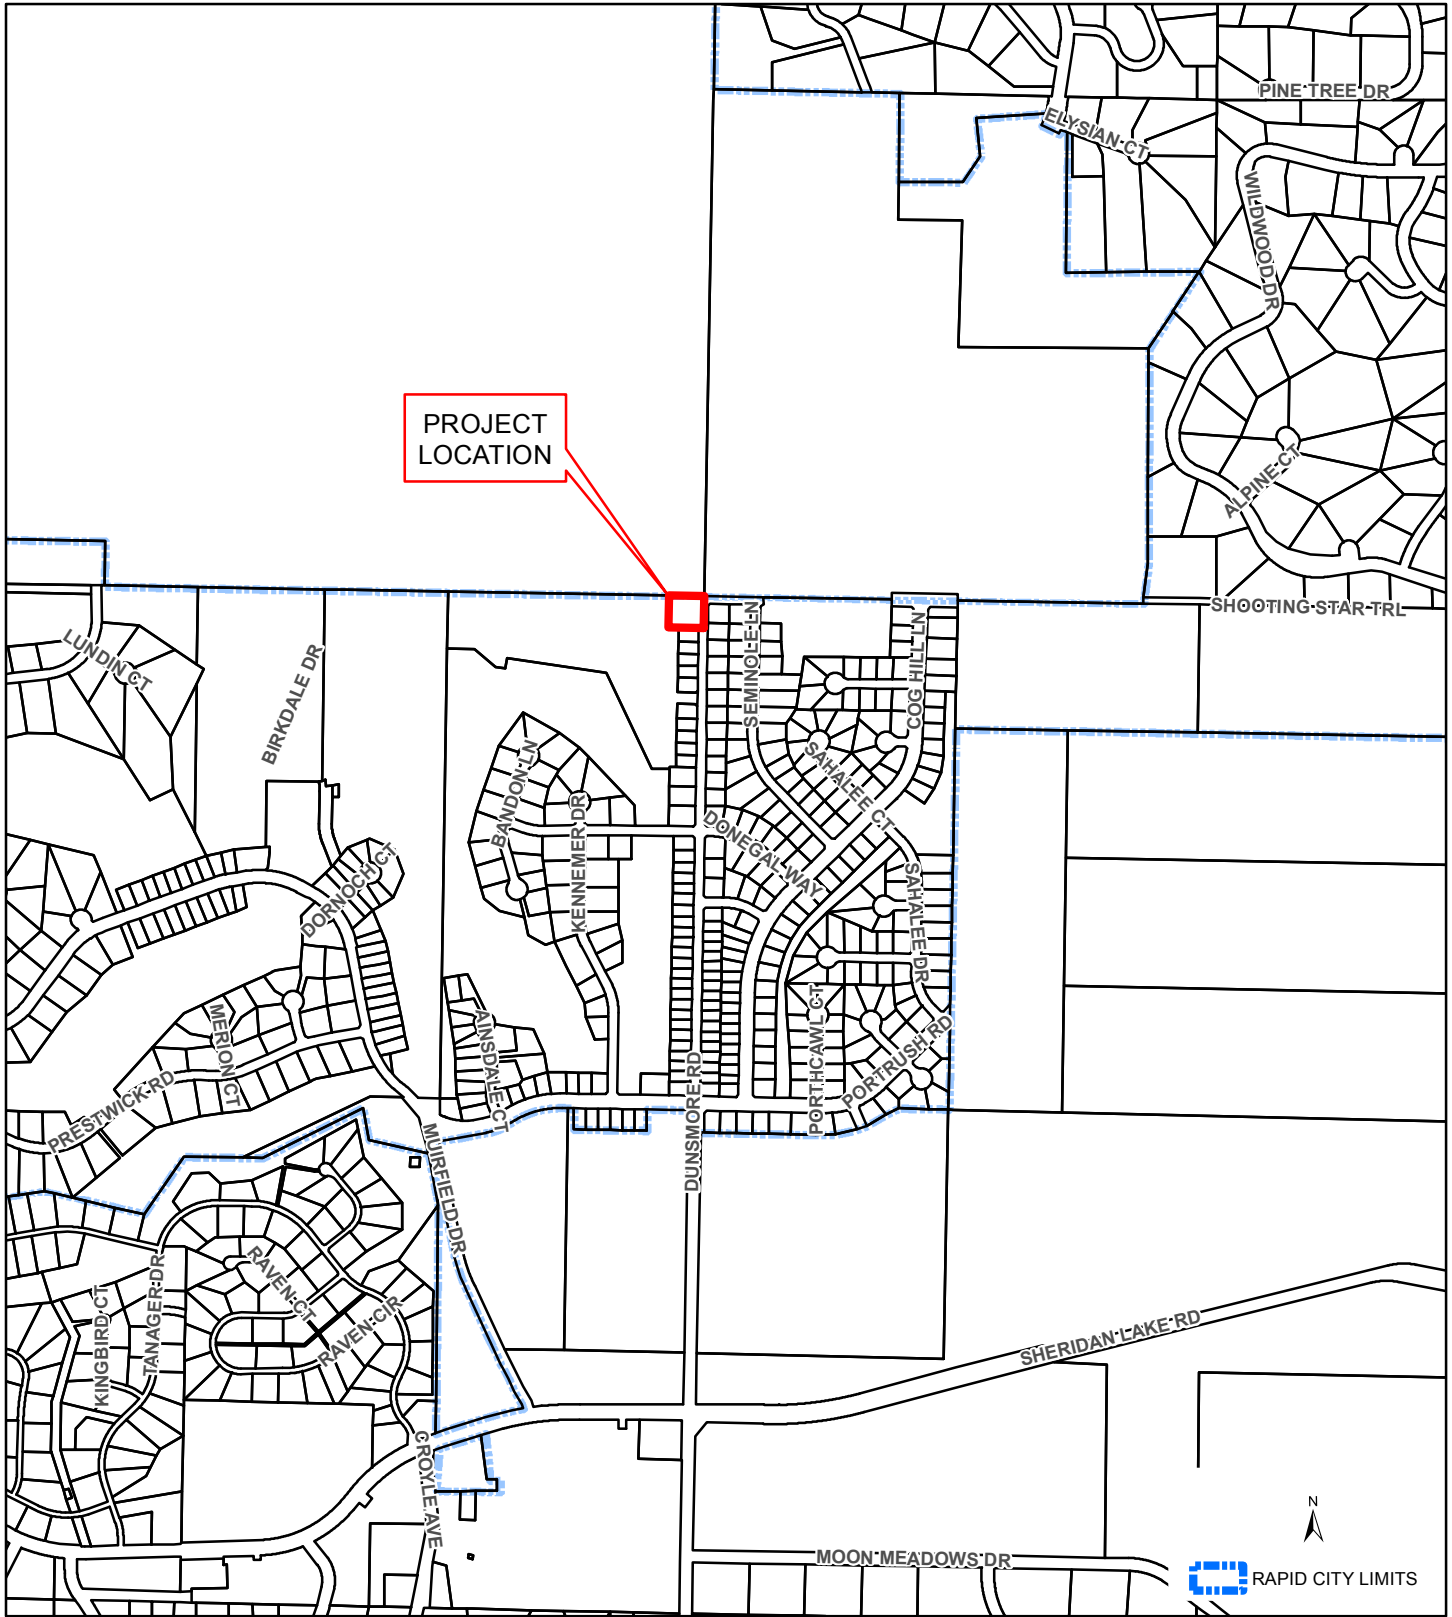 PINE TREE DR
ELYSIAN CT
WILDWOOD DR
PROJECT
LOCATION
ALPINE CT
SHOOTING STAR TRL
LUNDIN CT
BIRKDALE DR
SEMINOLE LN
COG HILL LN
BANDON LN
KENNEMER DR
SAHALEE CT
DONEGAL WAY
DORNOCH CT
SAHALEE DR
MERION CT
AINSDALE CT
PRESTWICK RD
DUNSMORE RD
PORTHCAWL CT
PORTRUSH RD
MUIRFIELD DR
RAVEN CT
RAVEN CIR
KINGBIRD CT
TANAGER DR
SHERIDAN LAKE RD
CROYLE AVE
MOON MEADOWS DR
N
RAPID CITY LIMITS